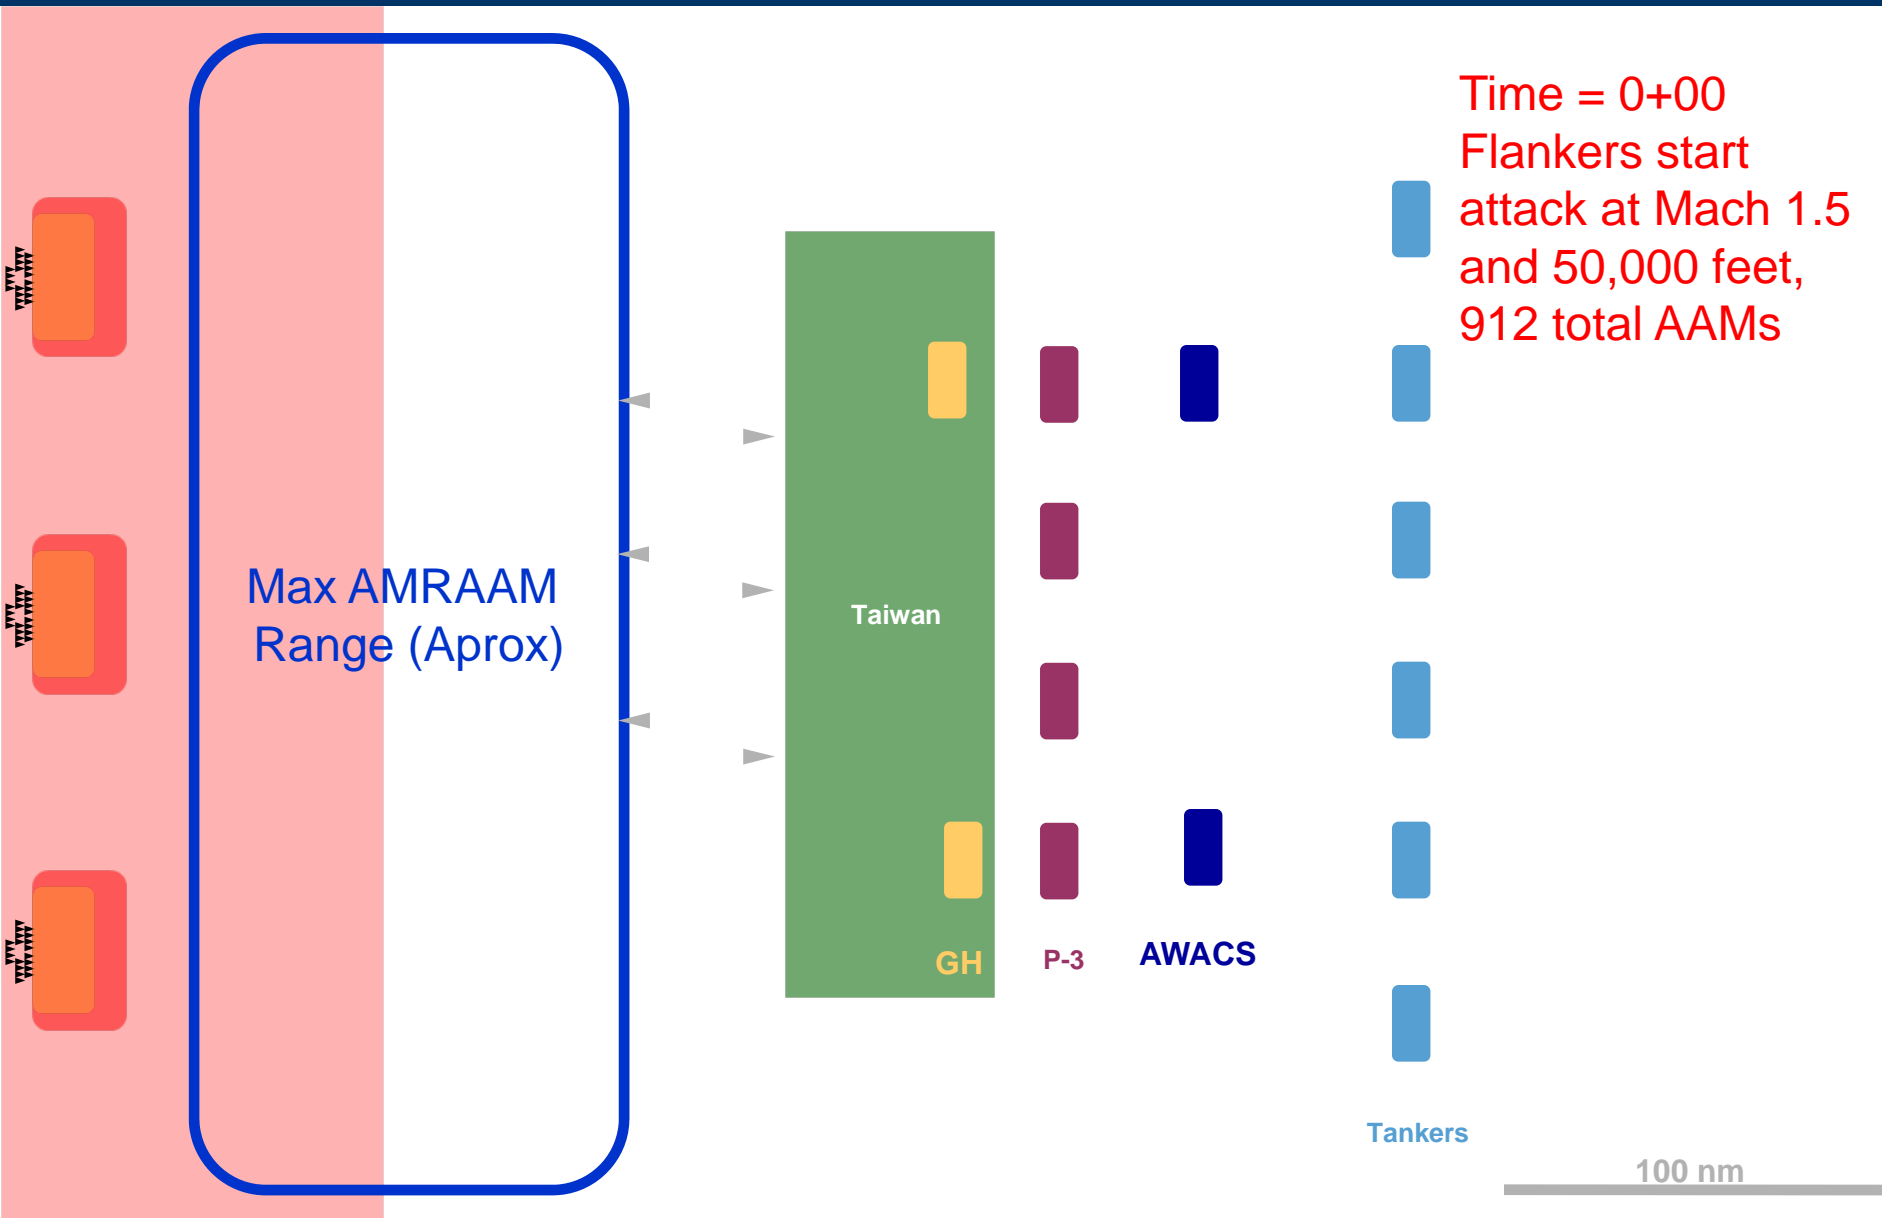 Time = 0+00
Flankers start
attack at Mach 1.5
and 50,000 feet,
912 total AAMs
Max AMRAAM
Range (Aprox)
Taiwan
GH
P-3
AWACS
Tankers
100 nm